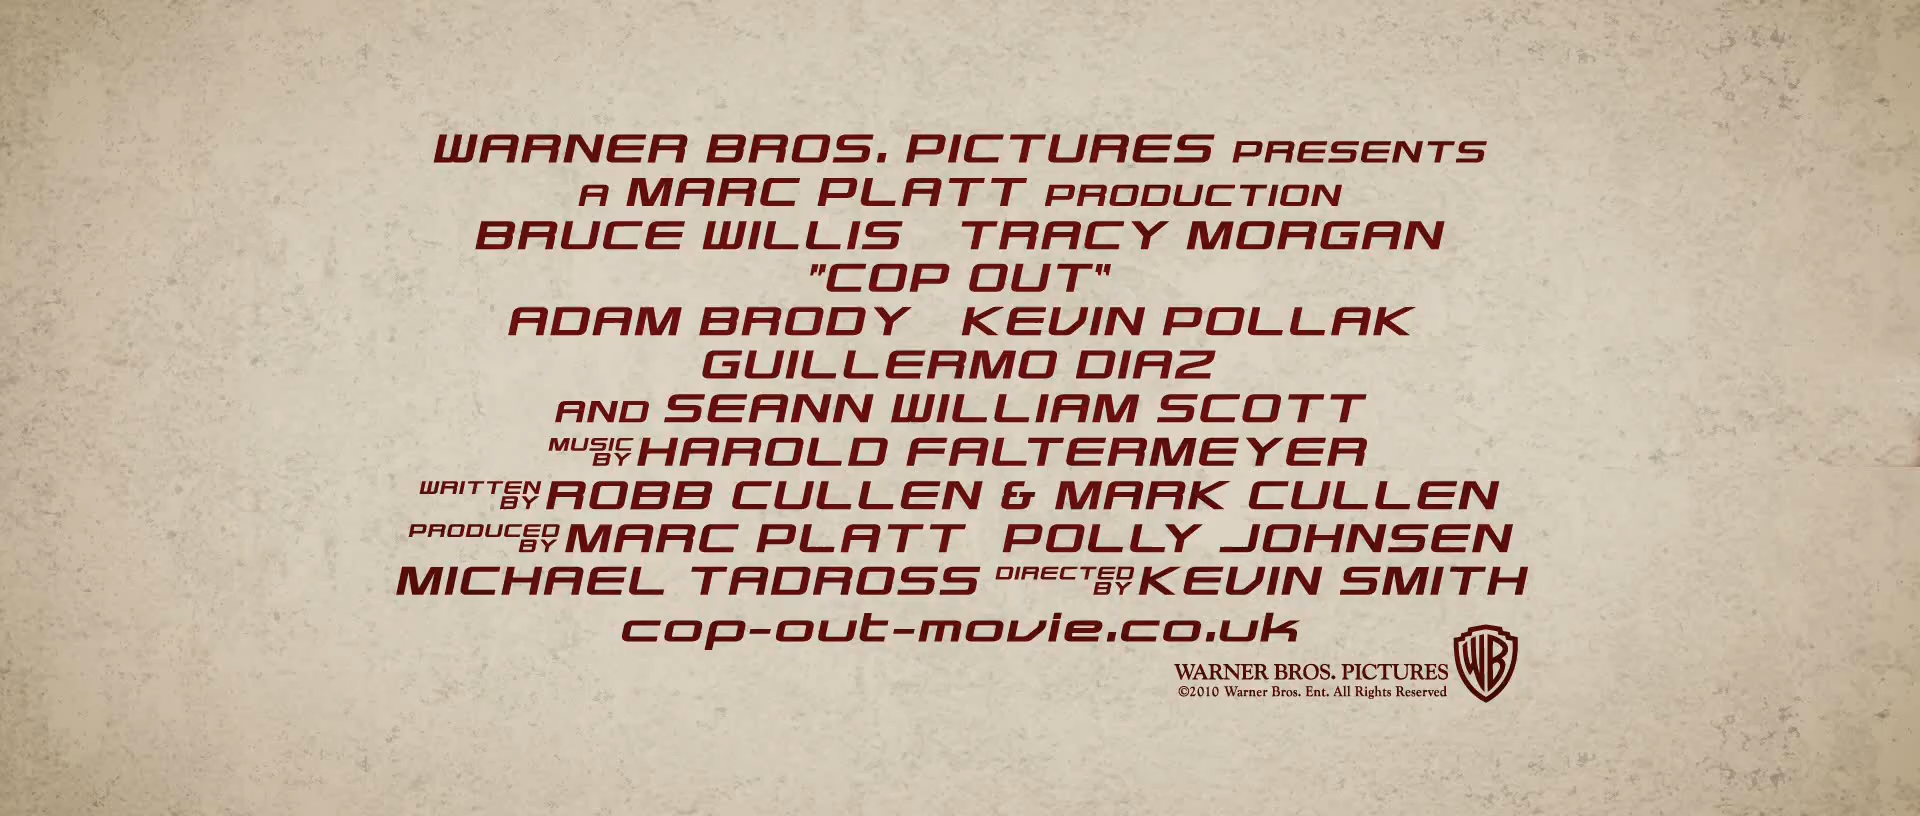 WARNER BROS. PICTURES PRESENTS
A MARC PLATT PRODUCTION
BRUCE WILLIS TRACY MORGAN
"COP OUT"
ADAM BRODY KEVIN POLLAK
GUILLERMO DIAZ
AND SEANN WILLIAM SCOTT
MUSIC BY HAROLD FALTERMEYER
WRITTEN BY ROBB CULLEN & MARK CULLEN
PRODUCED BY MARC PLATT POLLY JOHNSEN
MICHAEL TADROSS DIRECTED BY KEVIN SMITH
cop-out-movie.co.uk
WARNER BROS. PICTURES
©2010 Warner Bros. Ent. All Rights Reserved
WB